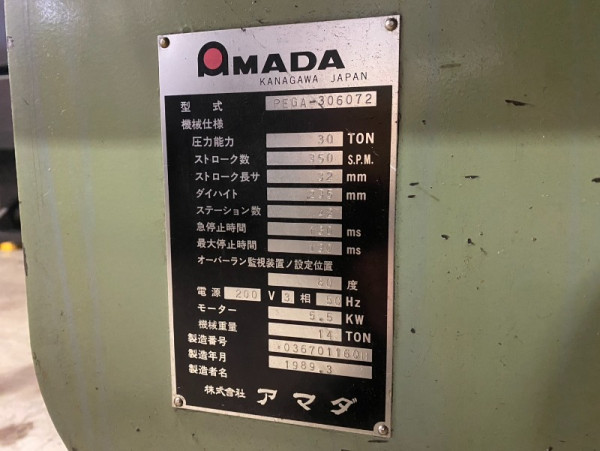 AMADA
KANAGAWA JAPAN
型式 PEGA-306072
機械仕様
圧力能力 30 TON
ストローク数 350 S.P.M.
ストローク長サ 32 mm
ダイハイト mm
ステーション数
急停止時間 ms
最大停止時間 ms
オーバーラン監視装置ノ設定位置
度
電源 200 V 3 相 Hz
モーター 5.5 KW
機械重量 14 TON
製造番号
製造年月 1989.3
製造者名
株式会社 アマダ